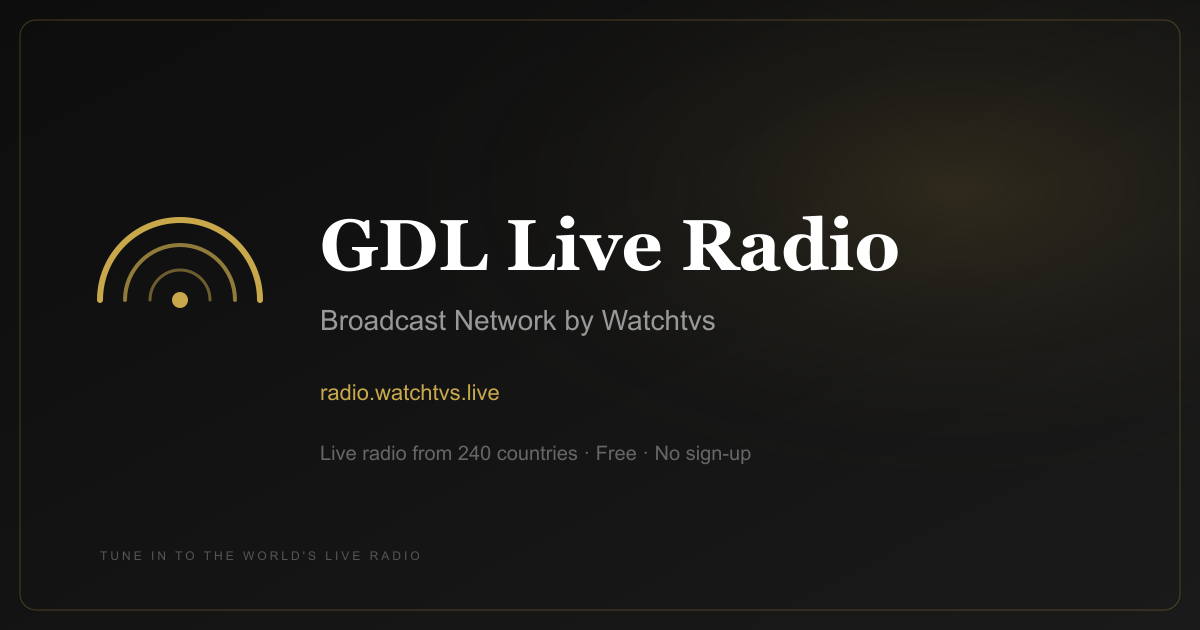 GDL Live Radio
Broadcast Network by Watchtvs
radio.watchtvs.live
Live radio from 240 countries · Free · No sign-up
TUNE IN TO THE WORLD'S LIVE RADIO